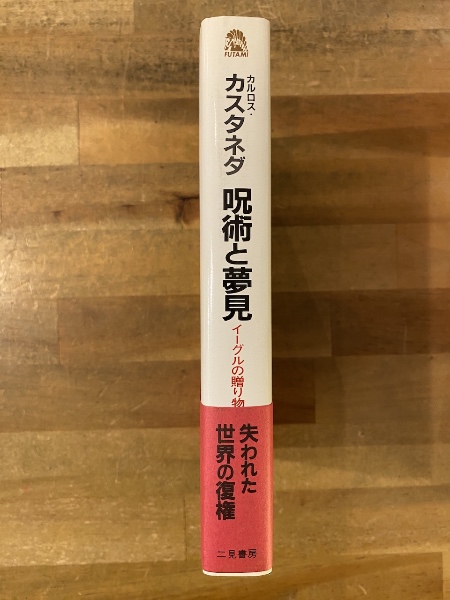 FUTAMI
カルロス・
カスタネダ
呪術と夢見
イーグルの贈り物
失われた
世界の復権
二見書房